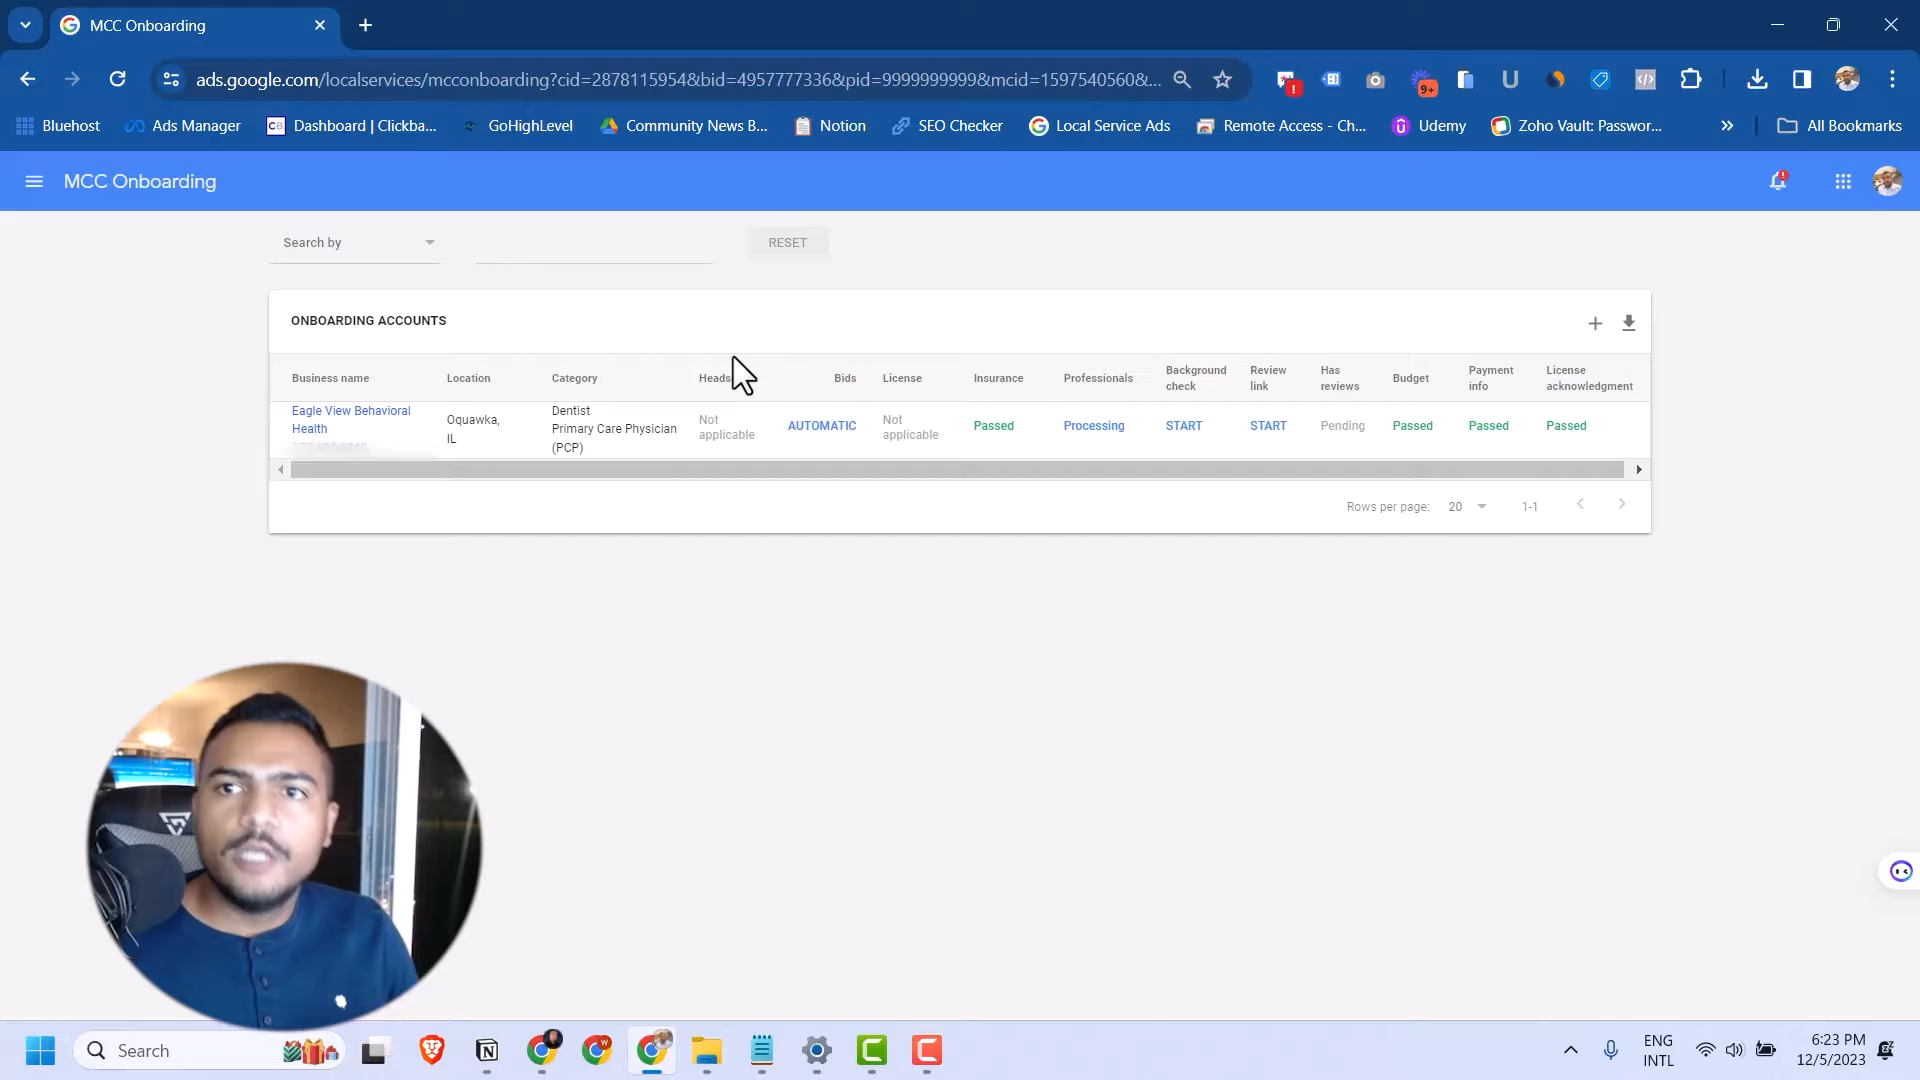 MCC Onboarding
ads.google.com/localservices/mcconboarding?cid=2878115954&bid=4957777336&pid=9999999999&mcid=1597540560&...
9+
Bluehost
Ads Manager
CB
Dashboard | Clickba...
GoHighLevel
Community News B...
Notion
SEO Checker
Local Service Ads
Remote Access - Ch...
Udemy
Zoho Vault: Passwor...
All Bookmarks
MCC Onboarding
Search by
RESET
ONBOARDING ACCOUNTS
Business name
Location
Category
Heads
Bids
License
Insurance
Professionals
Background
check
Review
link
Has
reviews
Budget
Payment
info
License
acknowledgment
Eagle View Behavioral
Health
Oquawka,
IL
Dentist
Primary Care Physician
(PCP)
Not
applicable
AUTOMATIC
Not
applicable
Passed
Processing
START
START
Pending
Passed
Passed
Passed
Rows per page:
20
1-1
Search
ENG
INTL
6:23 PM
12/5/2023